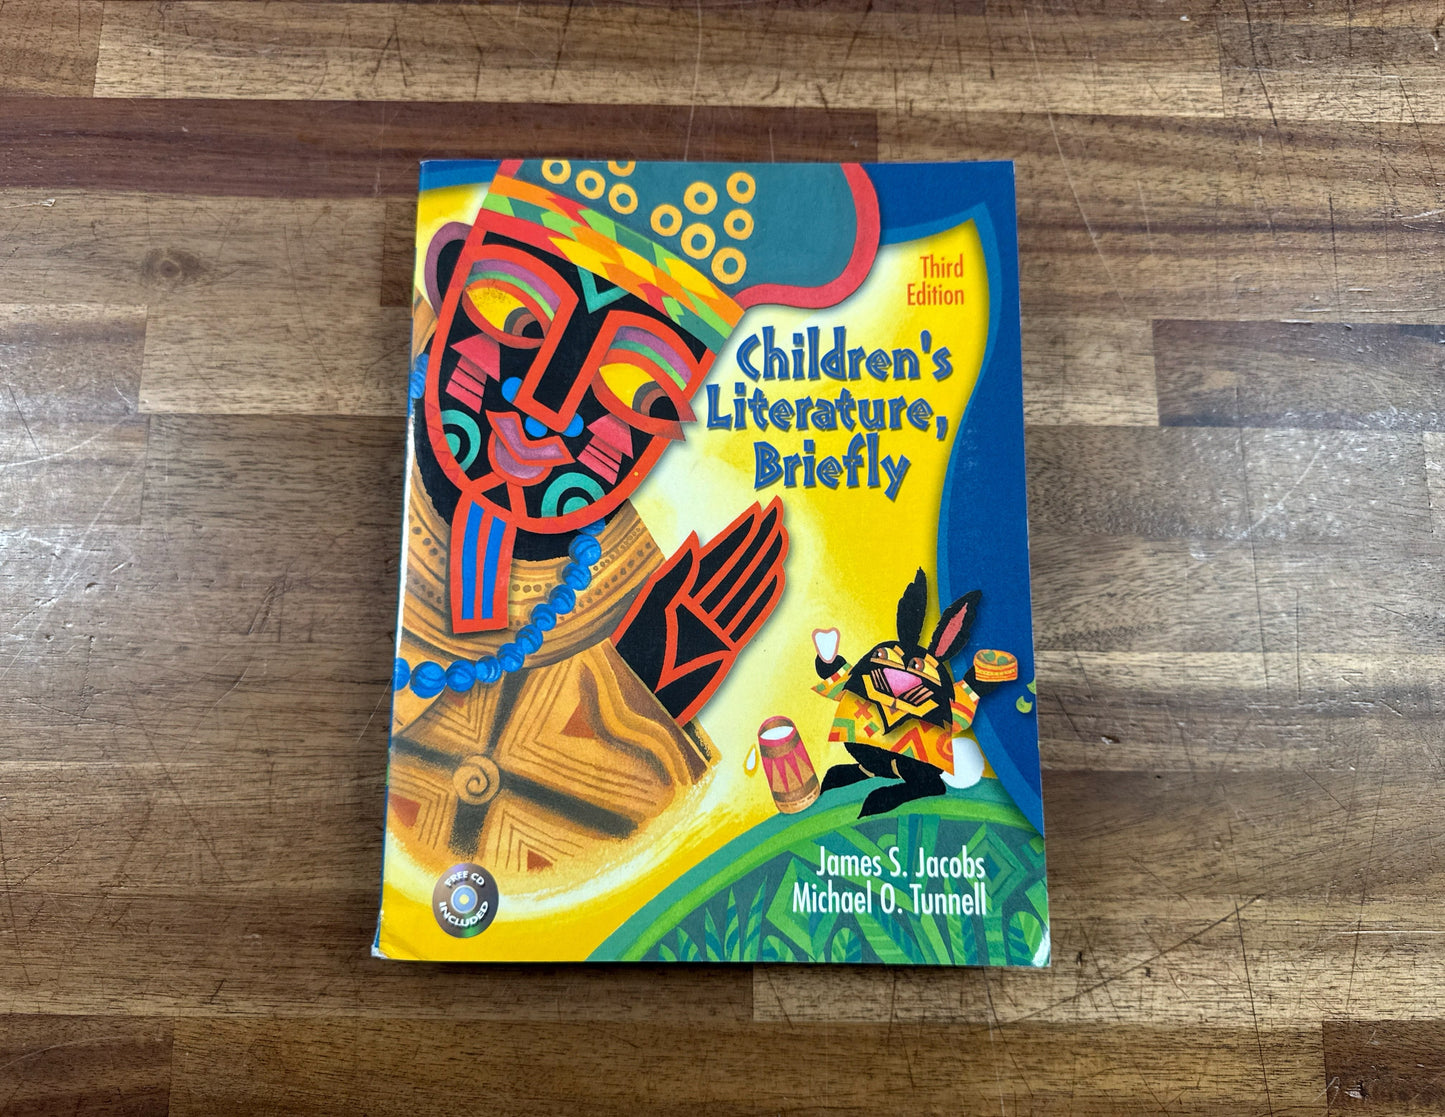 Third
Edition
Children's
Literature,
Briefly
James S. Jacobs
Michael O. Tunnell
FREE CD
INCLUDED